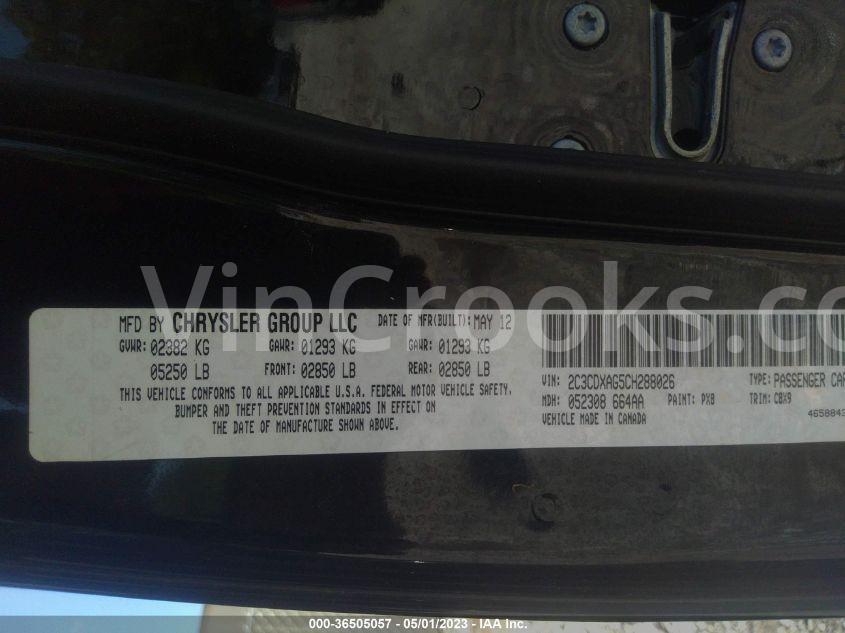 VinCrooks.co
MFD BY CHRYSLER GROUP LLC DATE OF MFR(BUILT): MAY 12
GVWR: 02382 KG GAWR: 01293 KG GAWR: 01293 KG
05250 LB FRONT: 02850 LB REAR: 02850 LB
THIS VEHICLE CONFORMS TO ALL APPLICABLE U.S.A. FEDERAL MOTOR VEHICLE SAFETY,
BUMPER AND THEFT PREVENTION STANDARDS IN EFFECT ON
THE DATE OF MANUFACTURE SHOWN ABOVE.
VIN: 2C3CDXAG5CH288026 TYPE: PASSENGER CAR
MDH: 052308 664AA PAINT: PX8 TRIM: CBX9
VEHICLE MADE IN CANADA 4658843
000-36505057 - 05/01/2023 - IAA Inc.